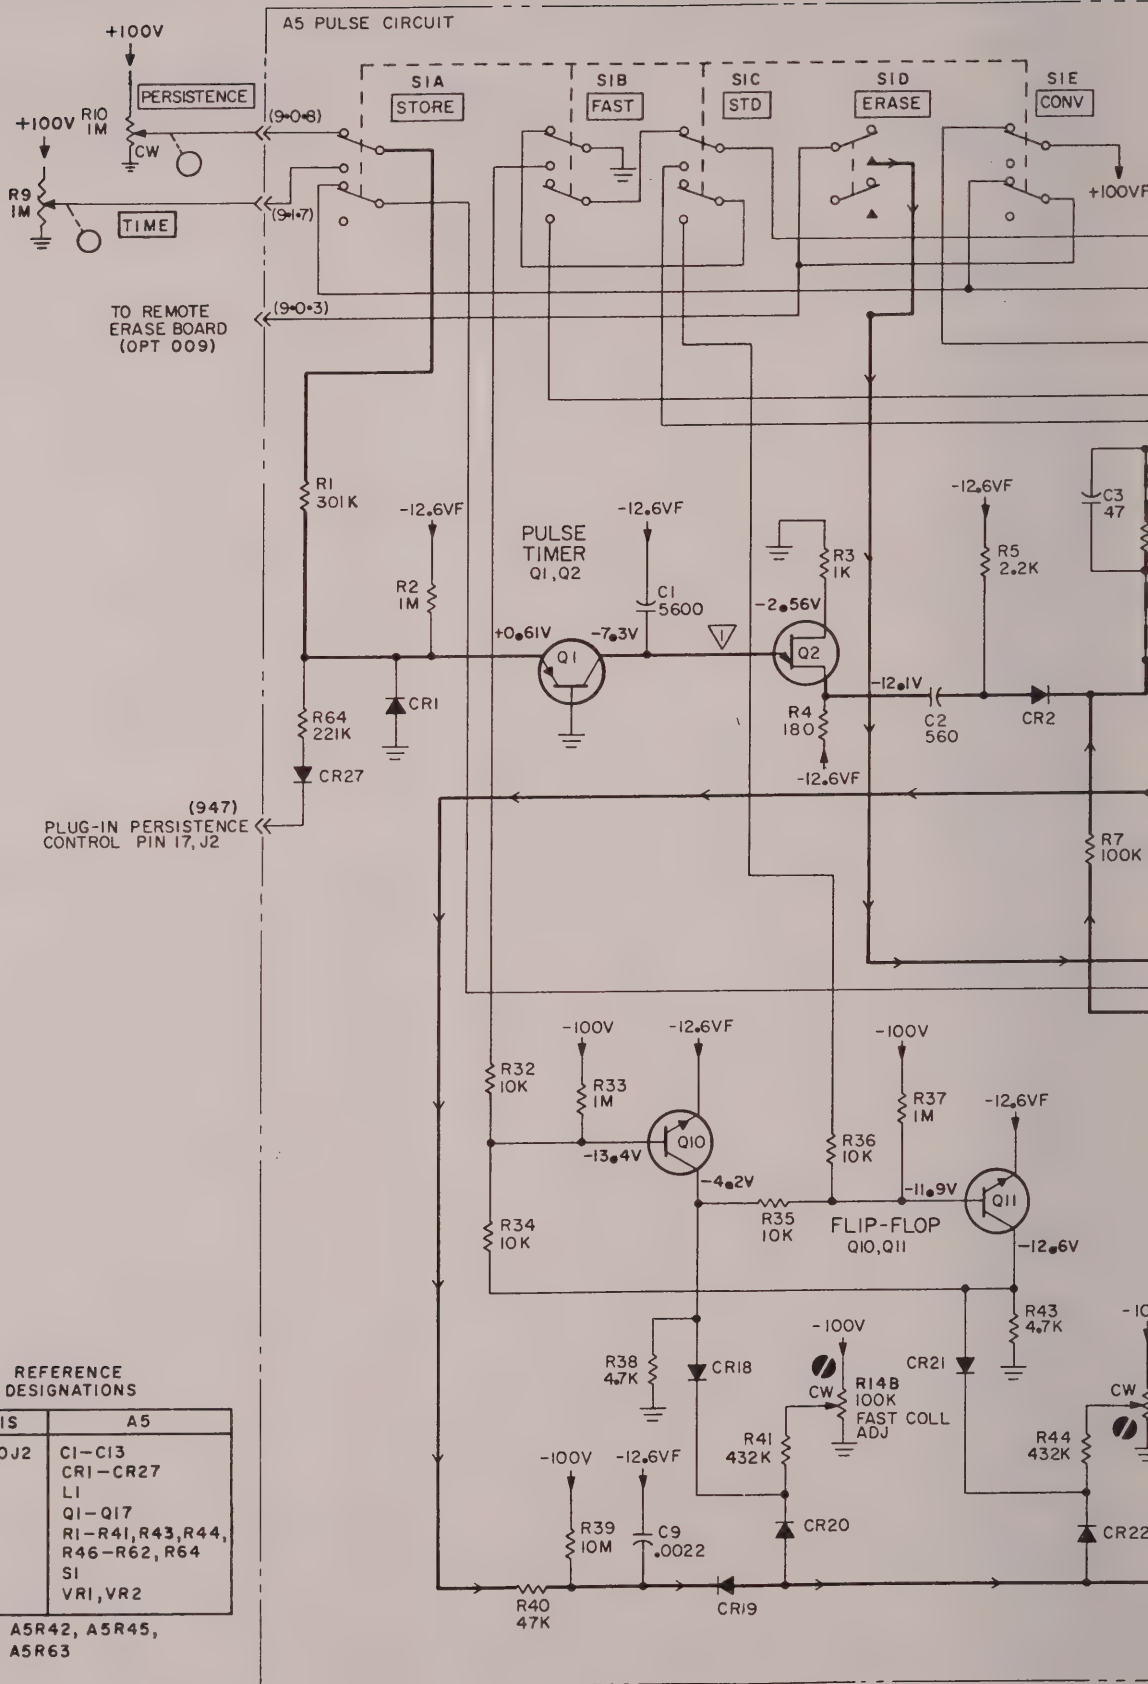 A5 PULSE CIRCUIT
+100V
PERSISTENCE
R10
1M
CW
+100V
R9
1M
TIME
(9·0·8)
(9·1·7)
S1A
STORE
S1B
FAST
S1C
STD
S1D
ERASE
S1E
CONV
+100VF
TO REMOTE
ERASE BOARD
(OPT 009)
(9·0·3)
R1
301K
-12.6VF
R2
1M
PULSE
TIMER
Q1,Q2
-12.6VF
C1
5600
+0.61V
-7.3V
Q1
1
R3
1K
-2.56V
Q2
-12.6VF
R5
2.2K
C3
47
CR1
R64
221K
CR27
-12.1V
R4
180
-12.6VF
C2
560
CR2
(947)
PLUG-IN PERSISTENCE
CONTROL PIN 17, J2
R7
100K
-100V
-12.6VF
R32
10K
R33
1M
Q10
-13.4V
-4.2V
R34
10K
R35
10K
-100V
R37
1M
R36
10K
-12.6VF
-11.9V
Q11
FLIP-FLOP
Q10,Q11
-12.6V
R38
4.7K
CR18
-100V
CW
R14B
100K
FAST COLL
ADJ
R41
432K
CR21
R43
4.7K
-10
CW
R44
432K
-100V
-12.6VF
R39
10M
C9
.0022
CR20
CR22
R40
47K
CR19
REFERENCE
DESIGNATIONS
IS A5
0J2 C1-C13
CR1-CR27
L1
Q1-Q17
R1-R41,R43,R44,
R46-R62,R64
S1
VR1,VR2
A5R42, A5R45,
A5R63